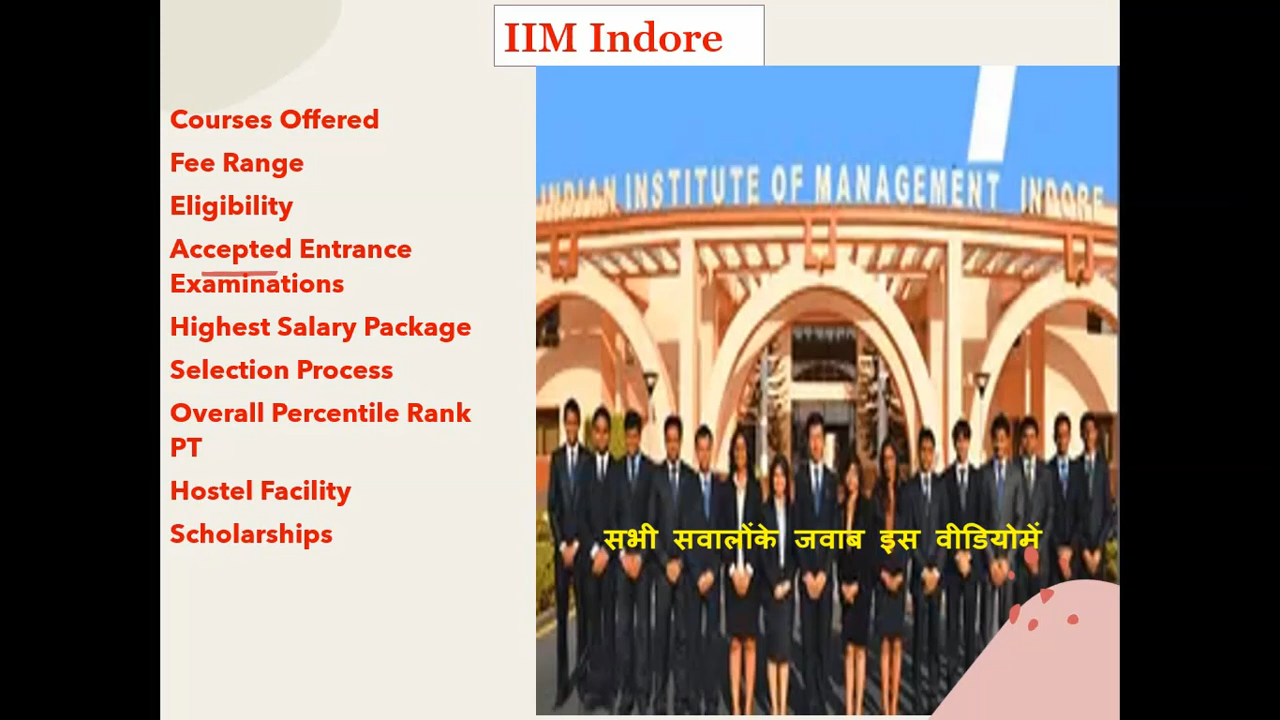 IIM Indore
Courses Offered
Fee Range
Eligibility
Accepted Entrance
Examinations
Highest Salary Package
Selection Process
Overall Percentile Rank
PT
Hostel Facility
Scholarships
INDIAN INSTITUTE OF MANAGEMENT INDORE
सभी सवालोंके जवाब इस वीडियोमें